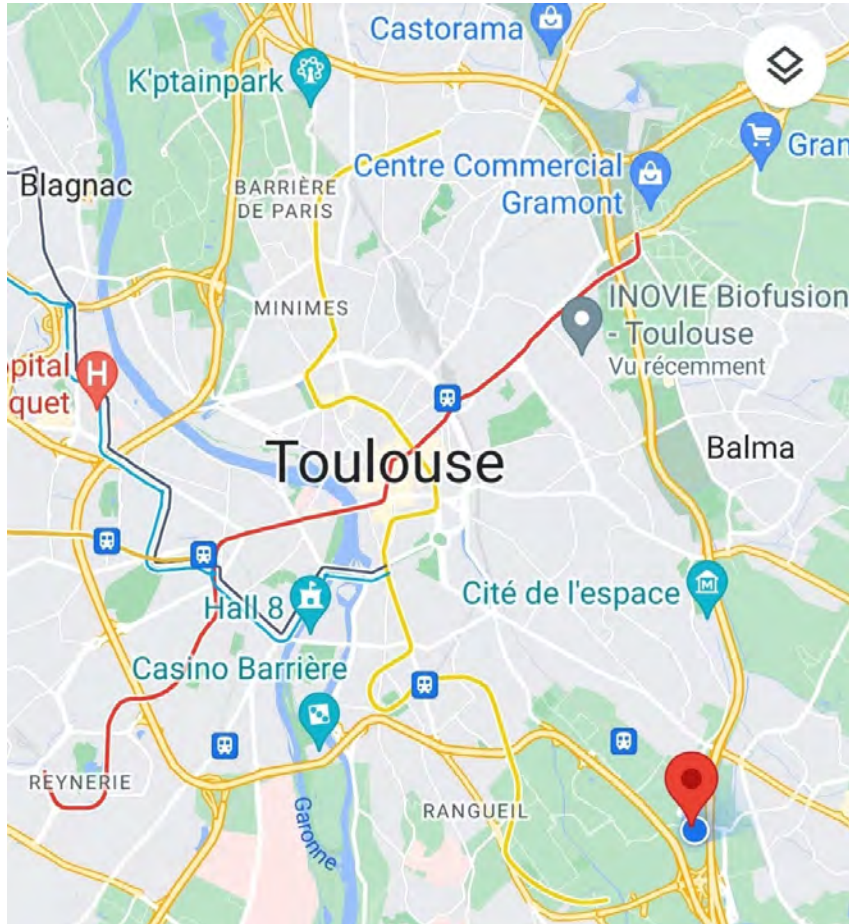 Castorama
K'ptainpark
Centre Commercial
Gramont
Gran
Blagnac
BARRIÈRE
DE PARIS
INOVIE Biofusion
- Toulouse
Vu récemment
MINIMES
pital
quet
H
Toulouse
Balma
Cité de l'espace
M
Hall 8
Casino Barrière
REYNERIE
RANGUEIL
Garonne